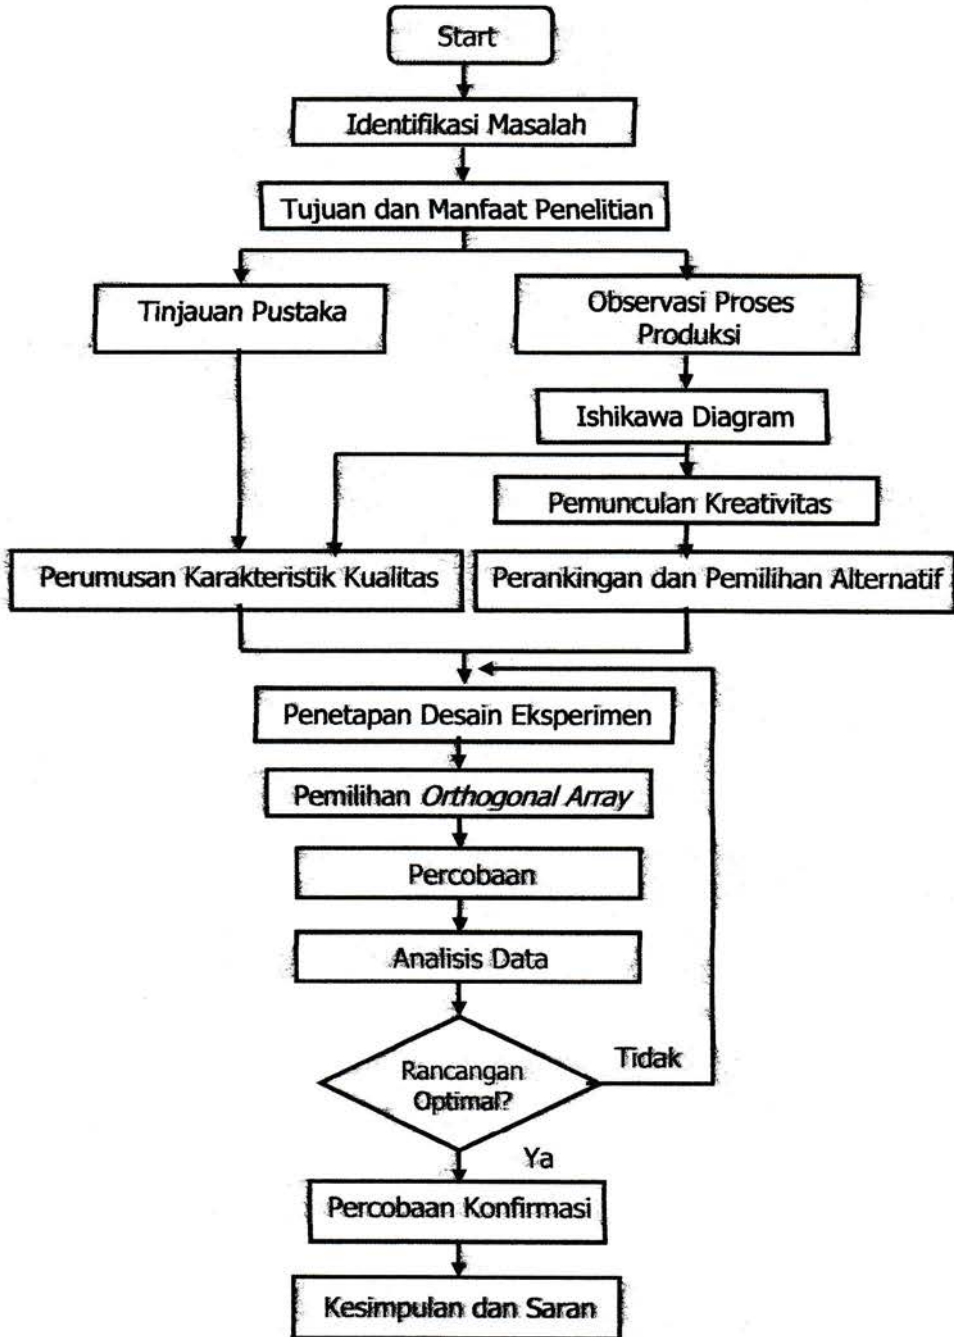 Start
Identifikasi Masalah
Tujuan dan Manfaat Penelitian
Tinjauan Pustaka
Observasi Proses
Produksi
Ishikawa Diagram
Pemunculan Kreativitas
Perumusan Karakteristik Kualitas
Perankingan dan Pemilihan Alternatif
Penetapan Desain Eksperimen
Pemilihan Orthogonal Array
Percobaan
Analisis Data
Rancangan
Optimal?
Tidak
Ya
Percobaan Konfirmasi
Kesimpulan dan Saran